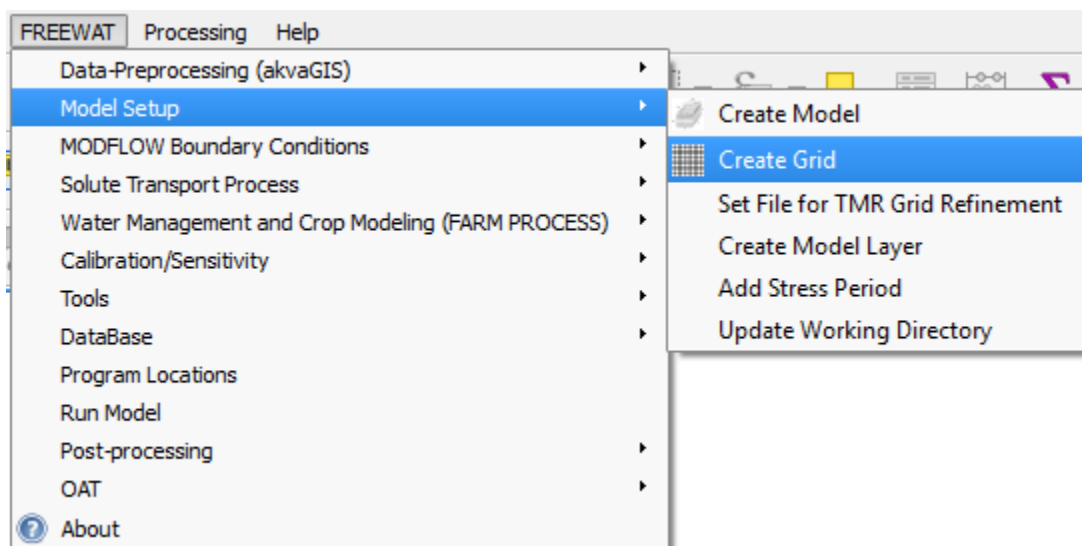 FREEWAT Processing Help
Data-Preprocessing (akvaGIS)
Model Setup
MODFLOW Boundary Conditions
Solute Transport Process
Water Management and Crop Modeling (FARM PROCESS)
Calibration/Sensitivity
Tools
DataBase
Program Locations
Run Model
Post-processing
OAT
About
Create Model
Create Grid
Set File for TMR Grid Refinement
Create Model Layer
Add Stress Period
Update Working Directory